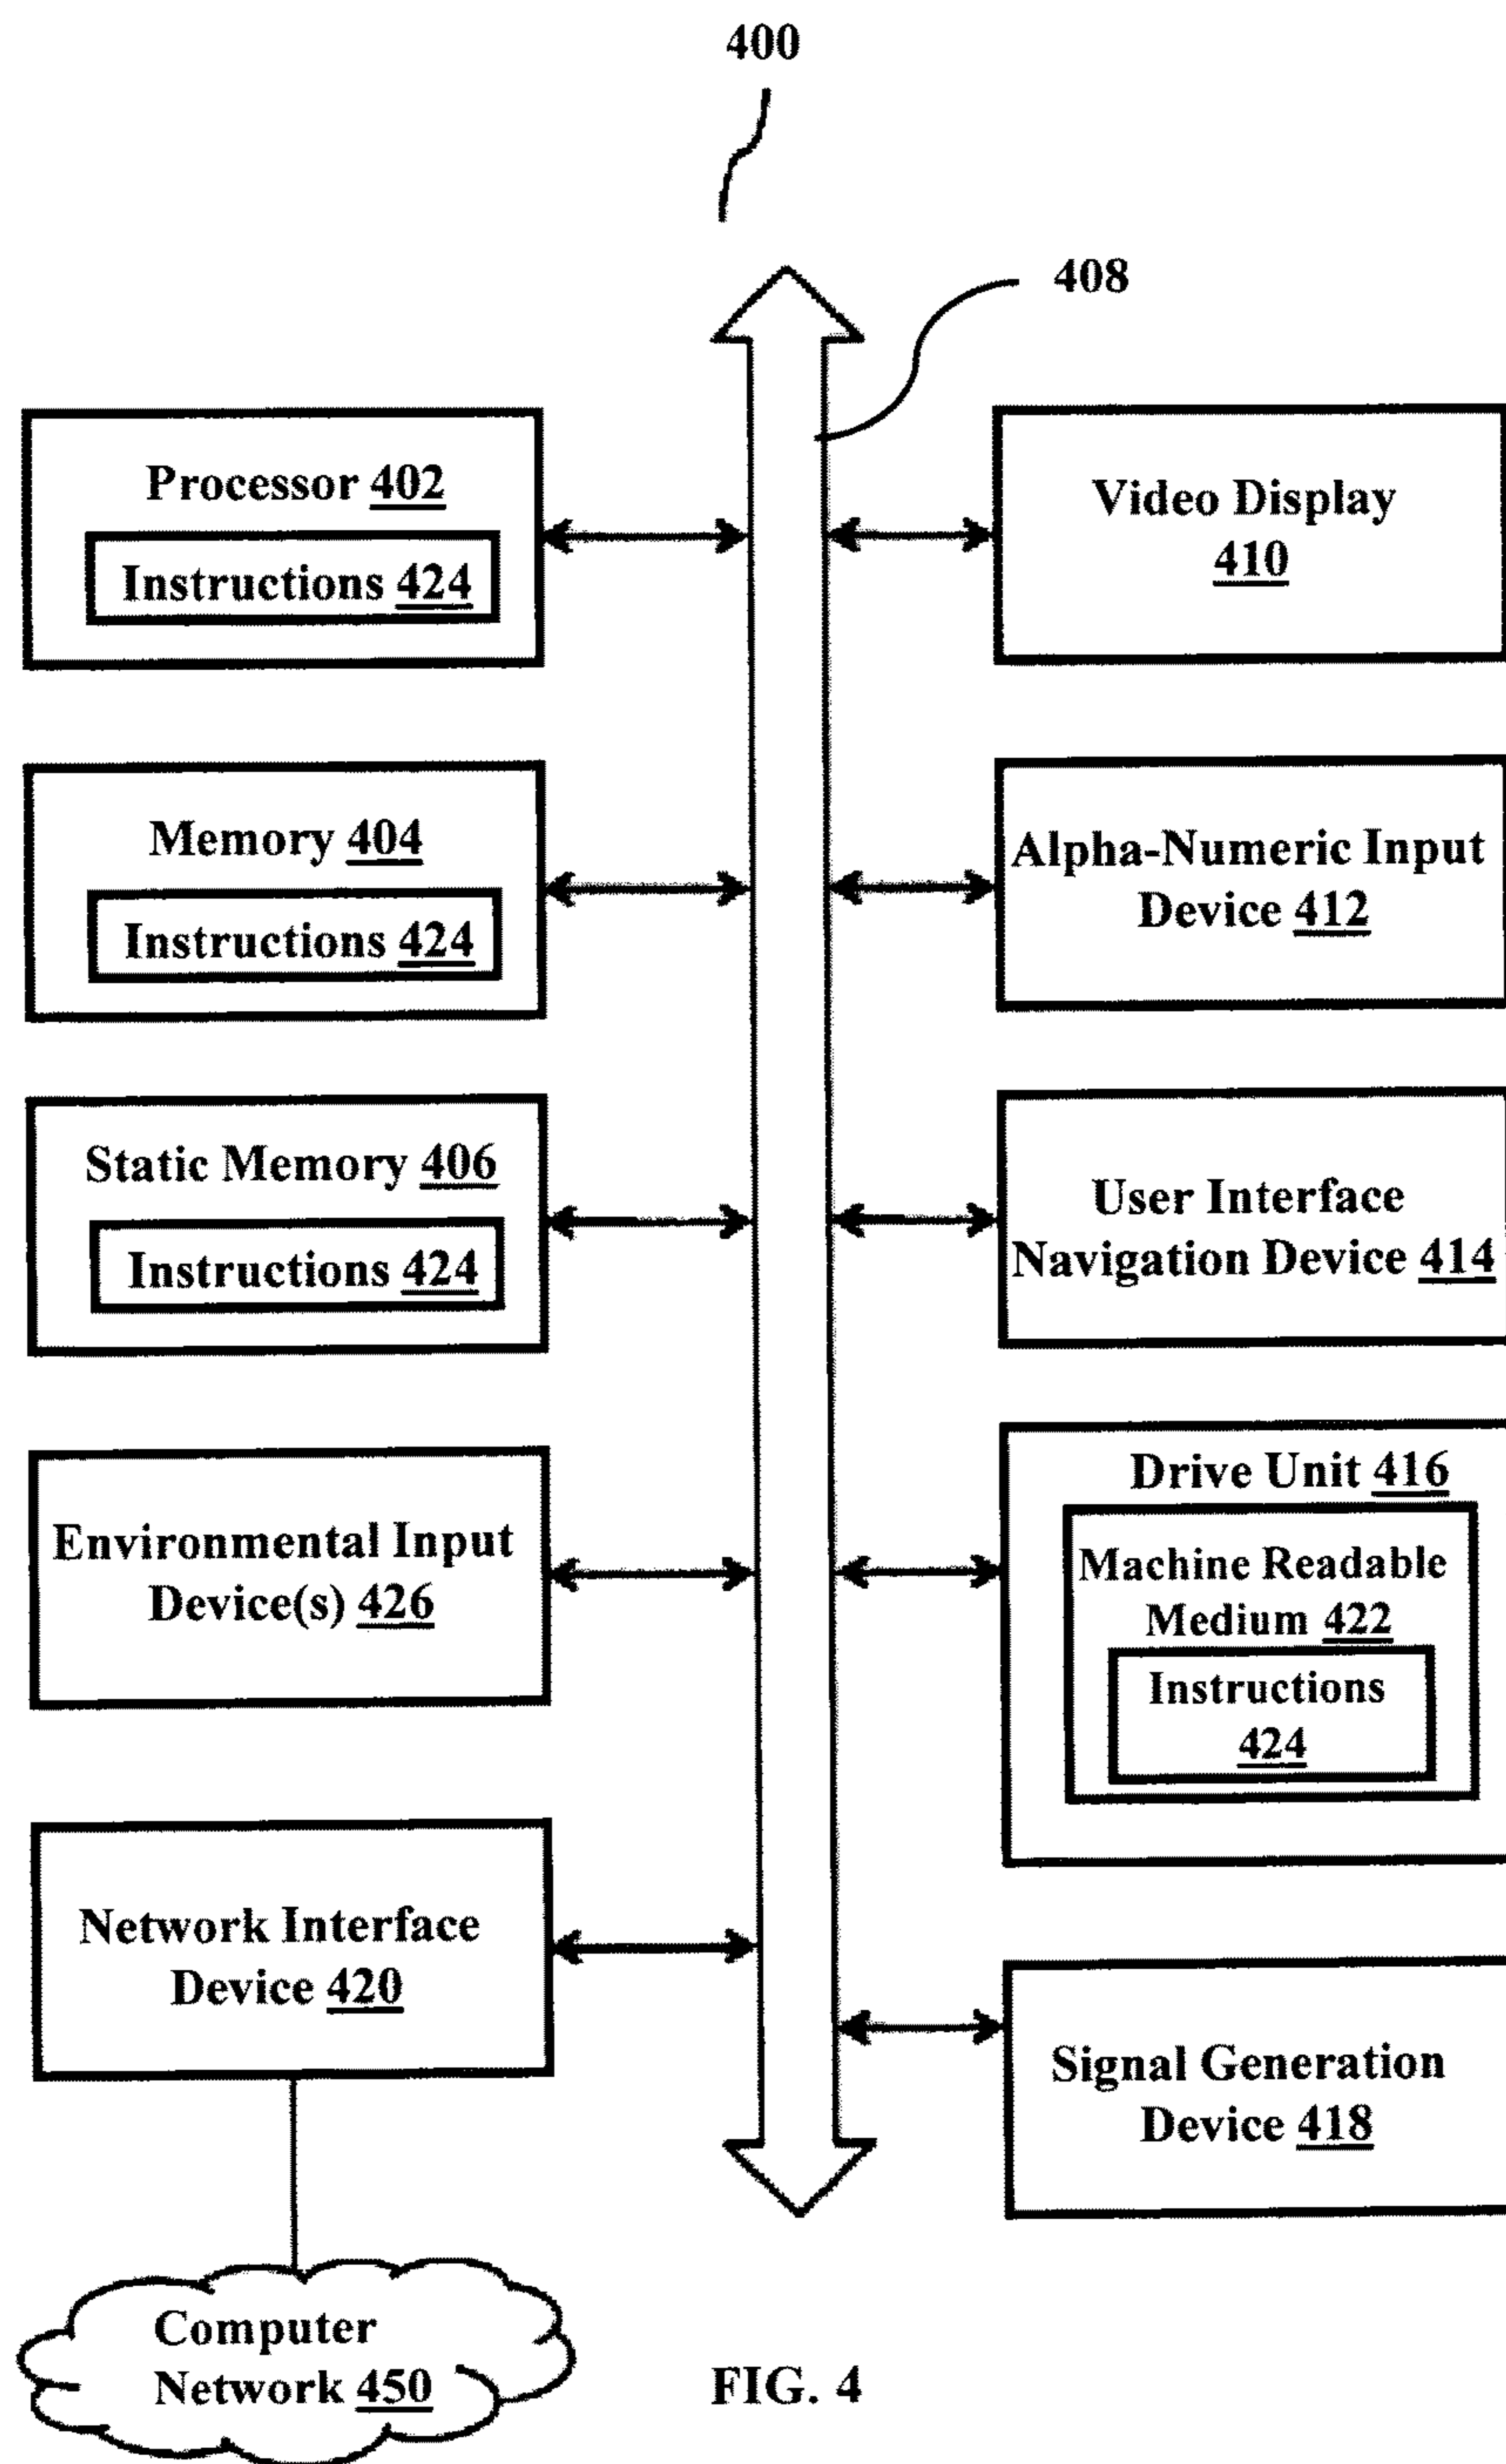 400
408
Processor 402
Instructions 424
Memory 404
Instructions 424
Static Memory 406
Instructions 424
Environmental Input
Device(s) 426
Network Interface
Device 420
Computer
Network 450
Video Display
410
Alpha-Numeric Input
Device 412
User Interface
Navigation Device 414
Drive Unit 416
Machine Readable
Medium 422
Instructions
424
Signal Generation
Device 418
FIG. 4